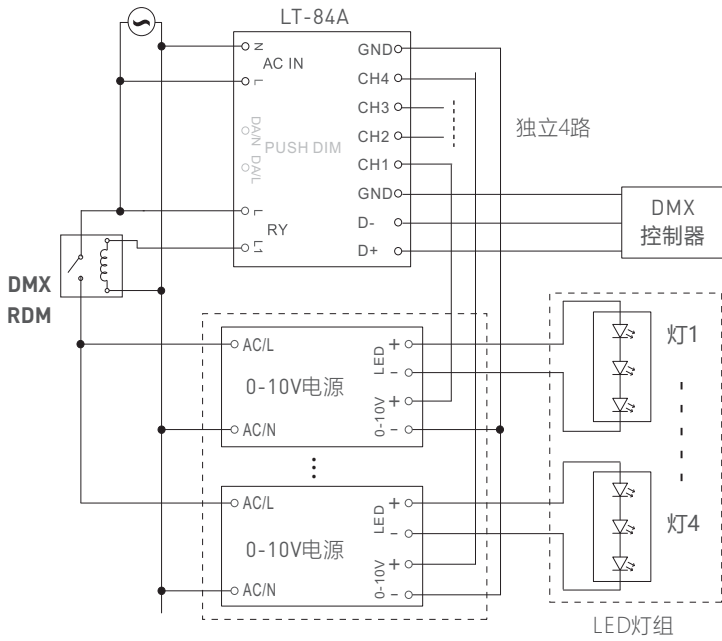 LT-84A
N
AC IN
L
DA/N
DA/L
PUSH DIM
L
RY
L1
GND
CH4
CH3
CH2
CH1
GND
D-
D+
独立4路
DMX
控制器
DMX
RDM
AC/L
0-10V电源
AC/N
LED
+
-
0-10V
+
-
灯1
AC/L
0-10V电源
AC/N
LED
+
-
0-10V
+
-
灯4
LED灯组